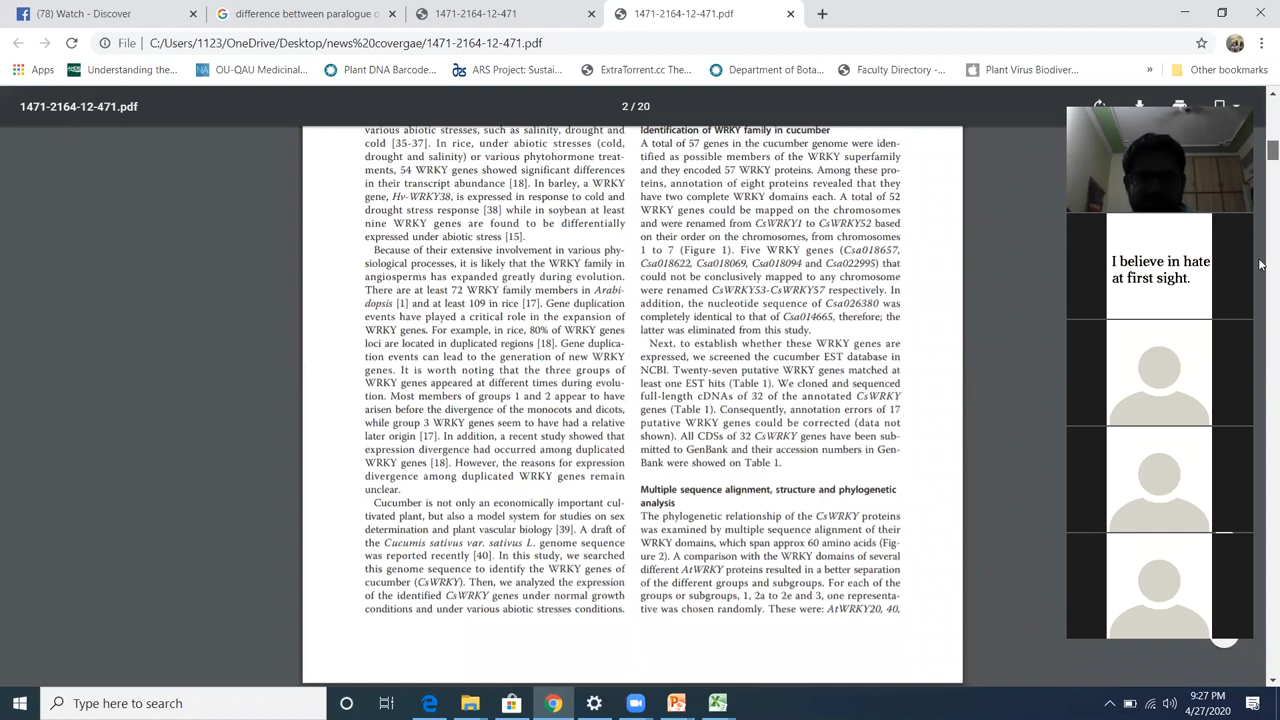 (78) Watch - Discover
difference bettween paralogue o
1471-2164-12-471
1471-2164-12-471.pdf
File
C:/Users/1123/OneDrive/Desktop/news%20covergae/1471-2164-12-471.pdf
Apps
Understanding the...
OU-QAU Medicinal...
Plant DNA Barcode...
ARS Project: Sustai...
ExtraTorrent.cc The...
Department of Bota...
Faculty Directory -...
Plant Virus Biodiver...
»
Other bookmarks
1471-2164-12-471.pdf
2 / 20
various abiotic stresses, such as salinity, drought and
cold [35-37]. In rice, under abiotic stresses (cold,
drought and salinity) or various phytohormone treat-
ments, 54 WRKY genes showed significant differences
in their transcript abundance [18]. In barley, a WRKY
gene, Hv-WRKY38, is expressed in response to cold and
drought stress response [38] while in soybean at least
nine WRKY genes are found to be differentially
expressed under abiotic stress [15].
Because of their extensive involvement in various phy-
siological processes, it is likely that the WRKY family in
angiosperms has expanded greatly during evolution.
There are at least 72 WRKY family members in Arabi-
dopsis [1] and at least 109 in rice [17]. Gene duplication
events have played a critical role in the expansion of
WRKY genes. For example, in rice, 80% of WRKY genes
loci are located in duplicated regions [18]. Gene duplica-
tion events can lead to the generation of new WRKY
genes. It is worth noting that the three groups of
WRKY genes appeared at different times during evolu-
tion. Most members of groups 1 and 2 appear to have
arisen before the divergence of the monocots and dicots,
while group 3 WRKY genes seem to have had a relative
later origin [17]. In addition, a recent study showed that
expression divergence had occurred among duplicated
WRKY genes [18]. However, the reasons for expression
divergence among duplicated WRKY genes remain
unclear.
Cucumber is not only an economically important cul-
tivated plant, but also a model system for studies on sex
determination and plant vascular biology [39]. A draft of
the Cucumis sativus var. sativus L. genome sequence
was reported recently [40]. In this study, we searched
this genome sequence to identify the WRKY genes of
cucumber (CsWRKY). Then, we analyzed the expression
of the identified CsWRKY genes under normal growth
conditions and under various abiotic stresses conditions.
Identification of WRKY family in cucumber
A total of 57 genes in the cucumber genome were iden-
tified as possible members of the WRKY superfamily
and they encoded 57 WRKY proteins. Among these pro-
teins, annotation of eight proteins revealed that they
have two complete WRKY domains each. A total of 52
WRKY genes could be mapped on the chromosomes
and were renamed from CsWRKY1 to CsWRKY52 based
on their order on the chromosomes, from chromosomes
1 to 7 (Figure 1). Five WRKY genes (Csa018657,
Csa018622, Csa018069, Csa018094 and Csa022995) that
could not be conclusively mapped to any chromosome
were renamed CsWRKY53-CsWRKY57 respectively. In
addition, the nucleotide sequence of Csa026380 was
completely identical to that of Csa014665, therefore; the
latter was eliminated from this study.
Next, to establish whether these WRKY genes are
expressed, we screened the cucumber EST database in
NCBI. Twenty-seven putative WRKY genes matched at
least one EST hits (Table 1). We cloned and sequenced
full-length cDNAs of 32 of the annotated CsWRKY
genes (Table 1). Consequently, annotation errors of 17
putative WRKY genes could be corrected (data not
shown). All CDSs of 32 CsWRKY genes have been sub-
mitted to GenBank and their accession numbers in Gen-
Bank were showed on Table 1.
Multiple sequence alignment, structure and phylogenetic
analysis
The phylogenetic relationship of the CsWRKY proteins
was examined by multiple sequence alignment of their
WRKY domains, which span approx 60 amino acids (Fig-
ure 2). A comparison with the WRKY domains of several
different AtWRKY proteins resulted in a better separation
of the different groups and subgroups. For each of the
groups or subgroups, 1, 2a to 2e and 3, one representa-
tive was chosen randomly. These were: AtWRKY20, 40,
I believe in hate
at first sight.
Type here to search
9:27 PM
4/27/2020